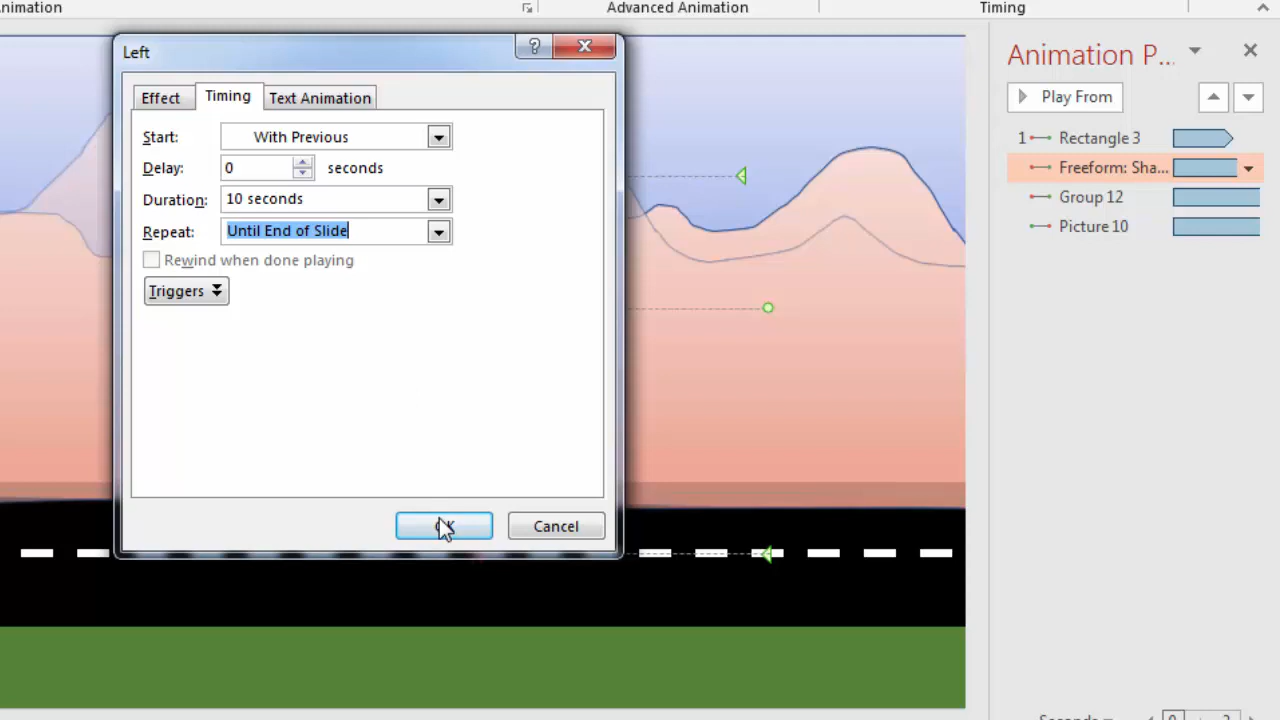 nimation
Advanced Animation
Timing
Left
?
Animation P...
Effect
Timing
Text Animation
Play From
Start:
With Previous
1
Rectangle 3
Delay:
0
seconds
Freeform: Sha...
Duration:
10 seconds
Group 12
Repeat:
Until End of Slide
Picture 10
Rewind when done playing
Triggers
Cancel